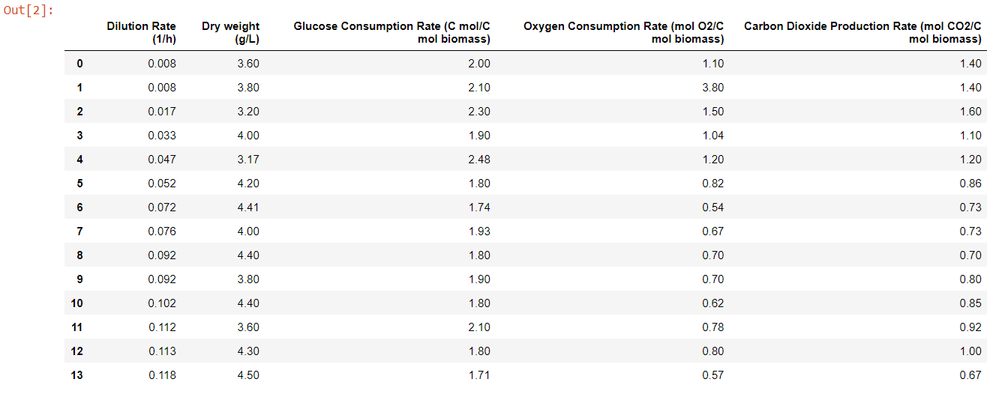 Out[2]:
Dilution Rate (1/h) Dry weight (g/L) Glucose Consumption Rate (C mol/C mol biomass) Oxygen Consumption Rate (mol O2/C mol biomass) Carbon Dioxide Production Rate (mol CO2/C mol biomass)
0 0.008 3.60 2.00 1.10 1.40
1 0.008 3.80 2.10 3.80 1.40
2 0.017 3.20 2.30 1.50 1.60
3 0.033 4.00 1.90 1.04 1.10
4 0.047 3.17 2.48 1.20 1.20
5 0.052 4.20 1.80 0.82 0.86
6 0.072 4.41 1.74 0.54 0.73
7 0.076 4.00 1.93 0.67 0.73
8 0.092 4.40 1.80 0.70 0.70
9 0.092 3.80 1.90 0.70 0.80
10 0.102 4.40 1.80 0.62 0.85
11 0.112 3.60 2.10 0.78 0.92
12 0.113 4.30 1.80 0.80 1.00
13 0.118 4.50 1.71 0.57 0.67